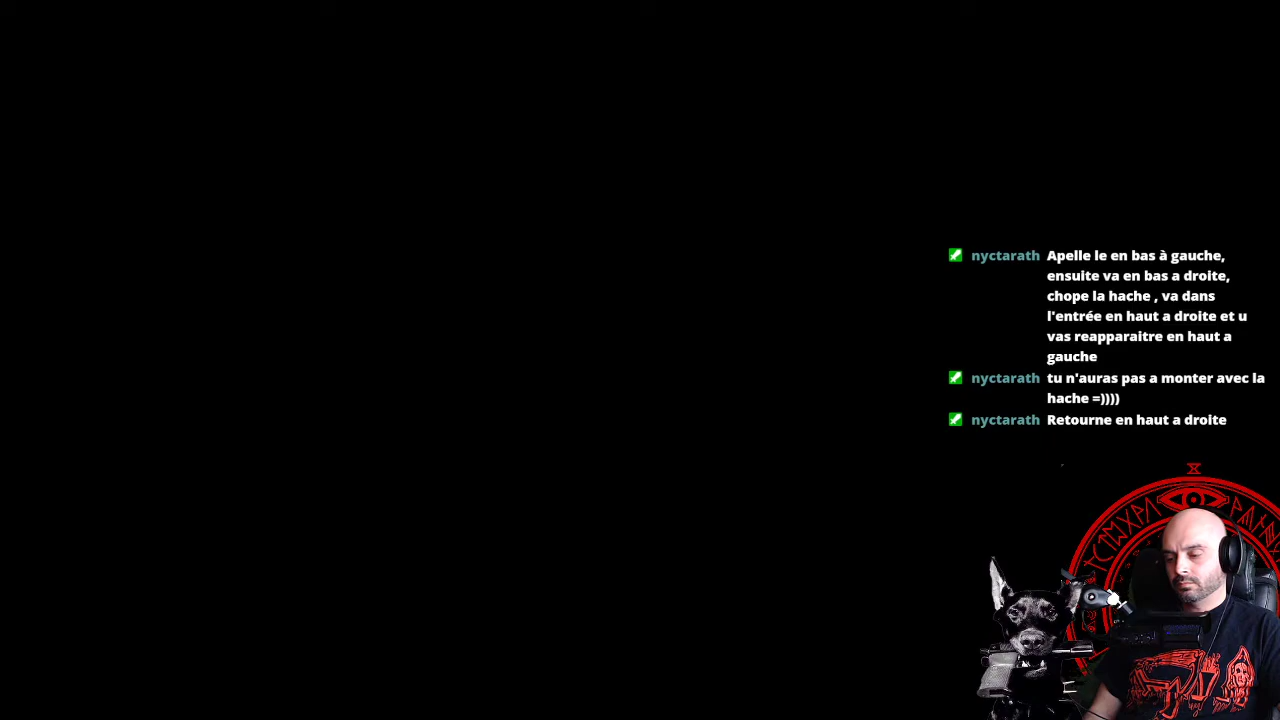 nyctarath Apelle le en bas à gauche,
ensuite va en bas a droite,
chope la hache , va dans
l'entrée en haut a droite et u
vas reapparaitre en haut a
gauche
nyctarath tu n'auras pas a monter avec la
hache =))))
nyctarath Retourne en haut a droite